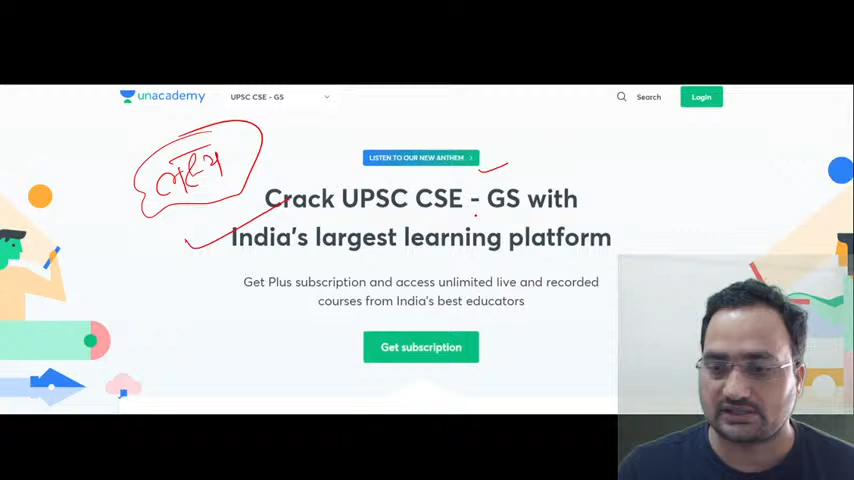 unacademy
UPSC CSE - GS
Search
Login
LISTEN TO OUR NEW ANTHEM
Crack UPSC CSE - GS with
India's largest learning platform
Get Plus subscription and access unlimited live and recorded
courses from India's best educators
Get subscription